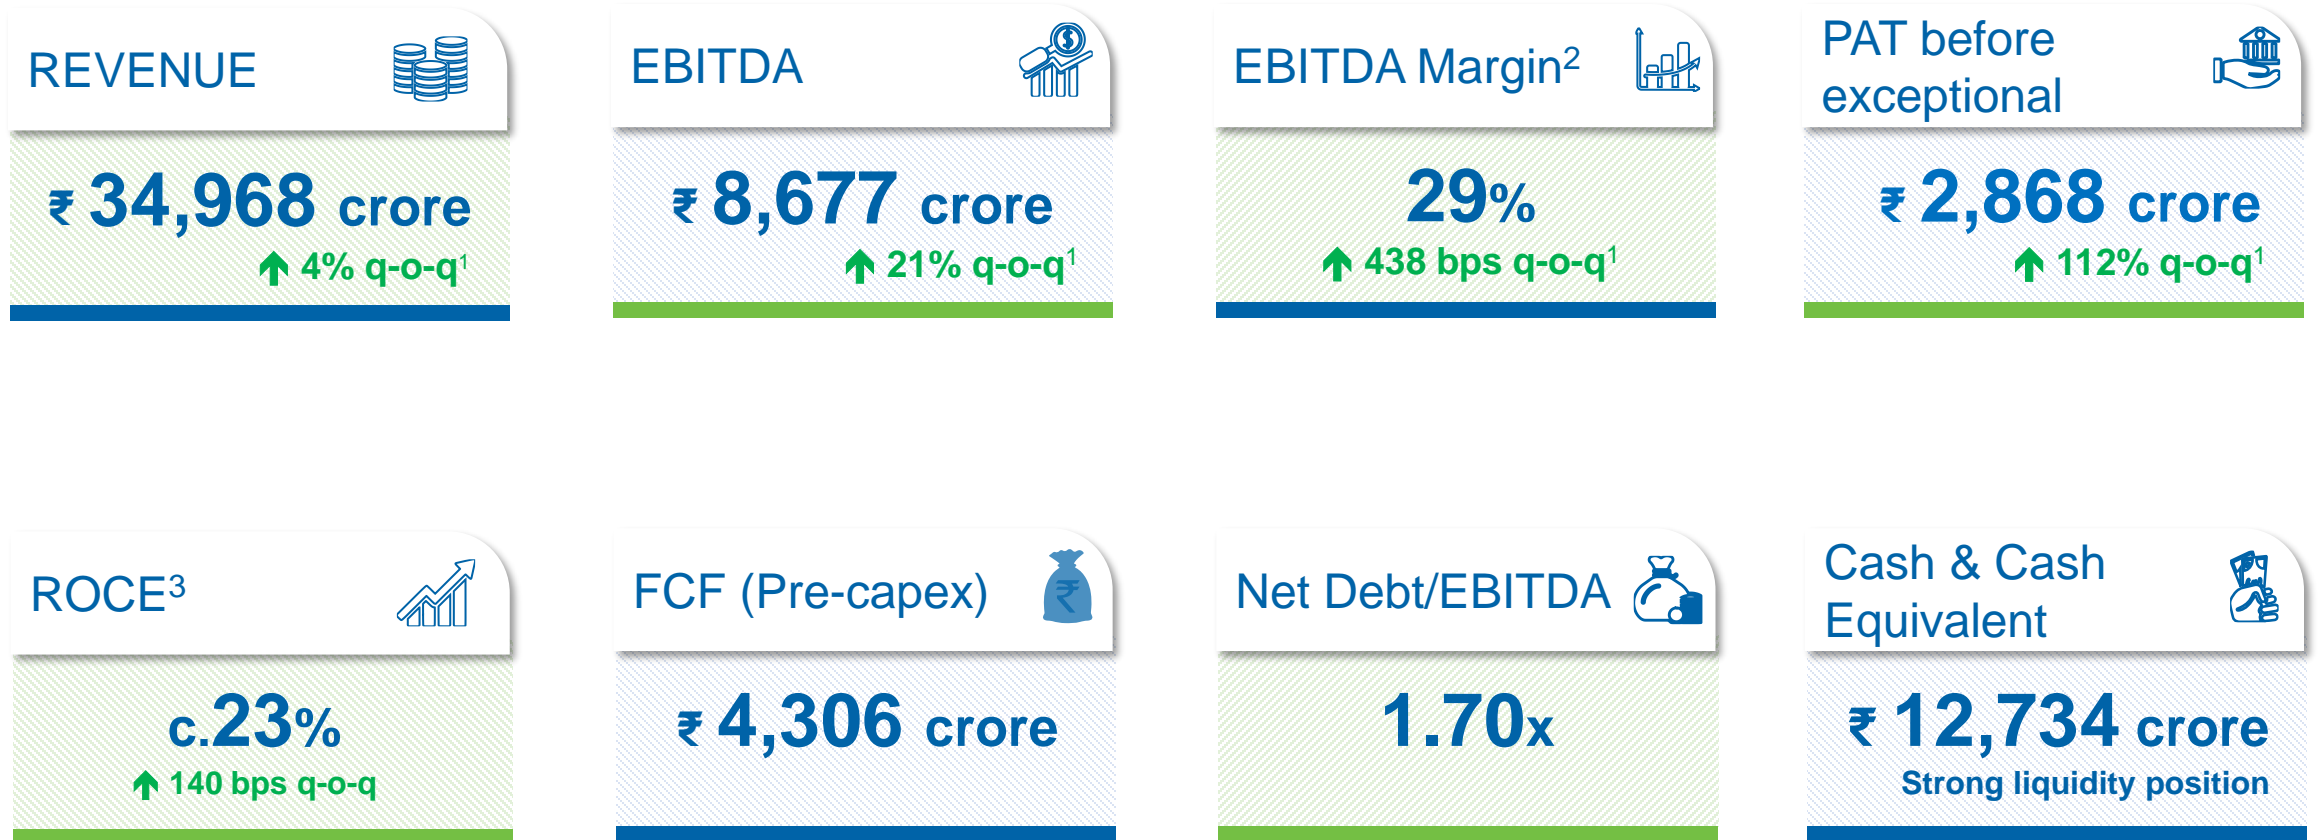 REVENUE
₹ 34,968 crore
↑ 4% q-o-q¹
EBITDA
₹ 8,677 crore
↑ 21% q-o-q¹
EBITDA Margin²
29%
↑ 438 bps q-o-q¹
PAT before
exceptional
₹ 2,868 crore
↑ 112% q-o-q¹
ROCE³
c.23%
↑ 140 bps q-o-q
FCF (Pre-capex)
₹
₹ 4,306 crore
Net Debt/EBITDA
1.70x
Cash & Cash
Equivalent
₹ 12,734 crore
Strong liquidity position